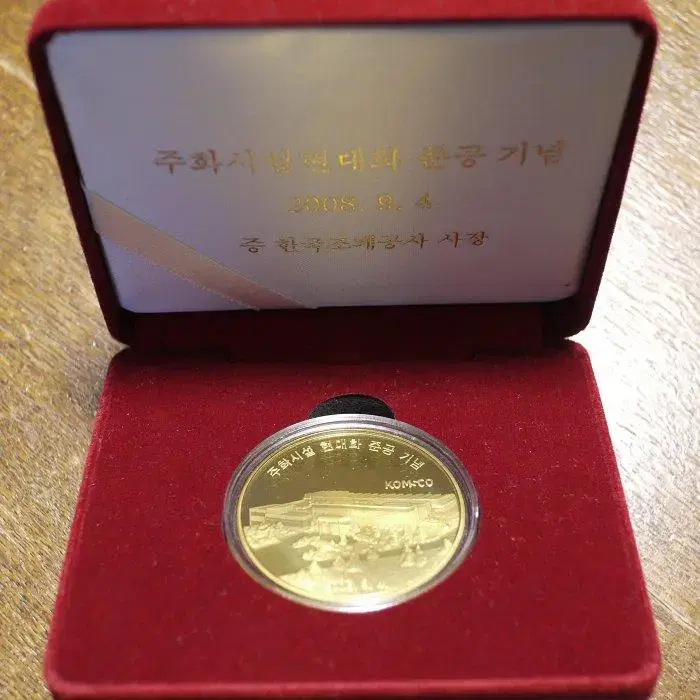 주화시설현대화 준공 기념
2008. 9. 4
증 한국조폐공사 사장
주화시설 현대화 준공 기념
KOMSCO